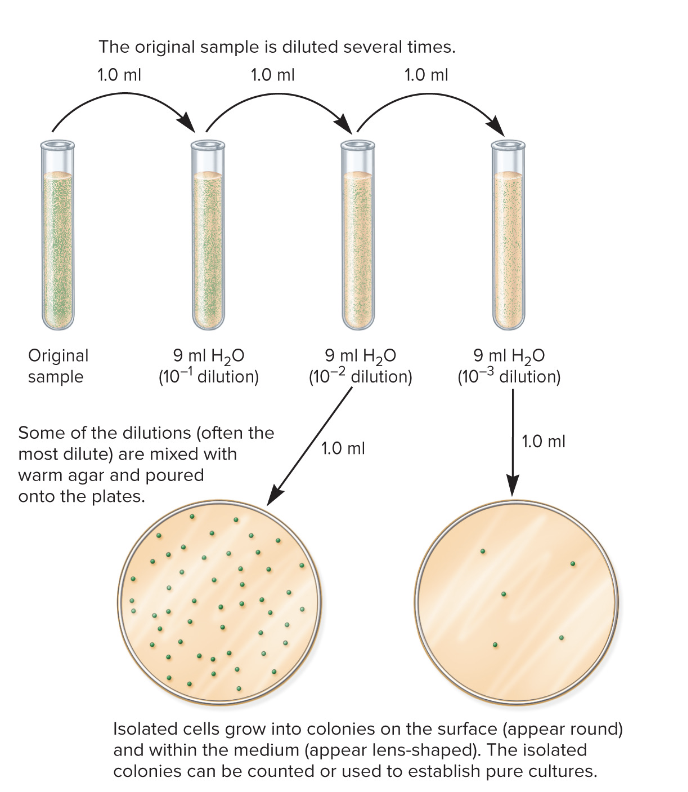 The original sample is diluted several times.
1.0 ml
1.0 ml
1.0 ml
Original
sample
9 ml H₂O
(10⁻¹ dilution)
9 ml H₂O
(10⁻² dilution)
9 ml H₂O
(10⁻³ dilution)
Some of the dilutions (often the
most dilute) are mixed with
warm agar and poured
onto the plates.
1.0 ml
1.0 ml
Isolated cells grow into colonies on the surface (appear round)
and within the medium (appear lens-shaped). The isolated
colonies can be counted or used to establish pure cultures.